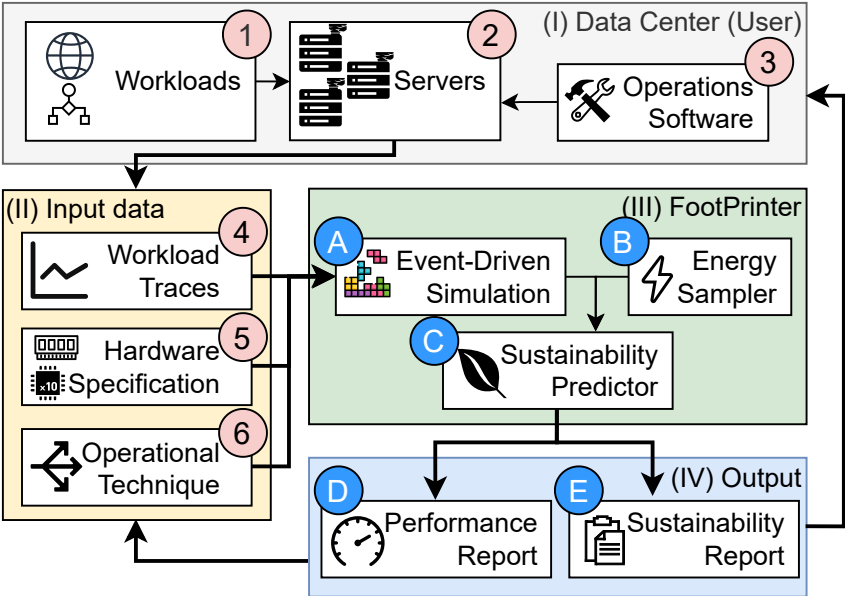 (I) Data Center (User)
1
Workloads
2
Servers
3
Operations
Software
(II) Input data
4
Workload
Traces
5
Hardware
Specification
x10
6
Operational
Technique
(III) FootPrinter
A
Event-Driven
Simulation
B
Energy
Sampler
C
Sustainability
Predictor
(IV) Output
D
Performance
Report
E
Sustainability
Report